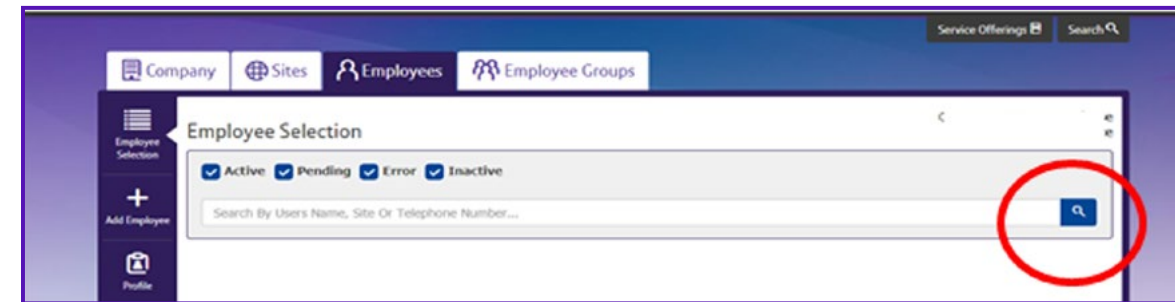 Service Offerings Search
Company Sites Employees Employee Groups
Employee Selection
Employee Selection
Active Pending Error Inactive
Add Employee
Search By Users Name, Site Or Telephone Number...
Profile